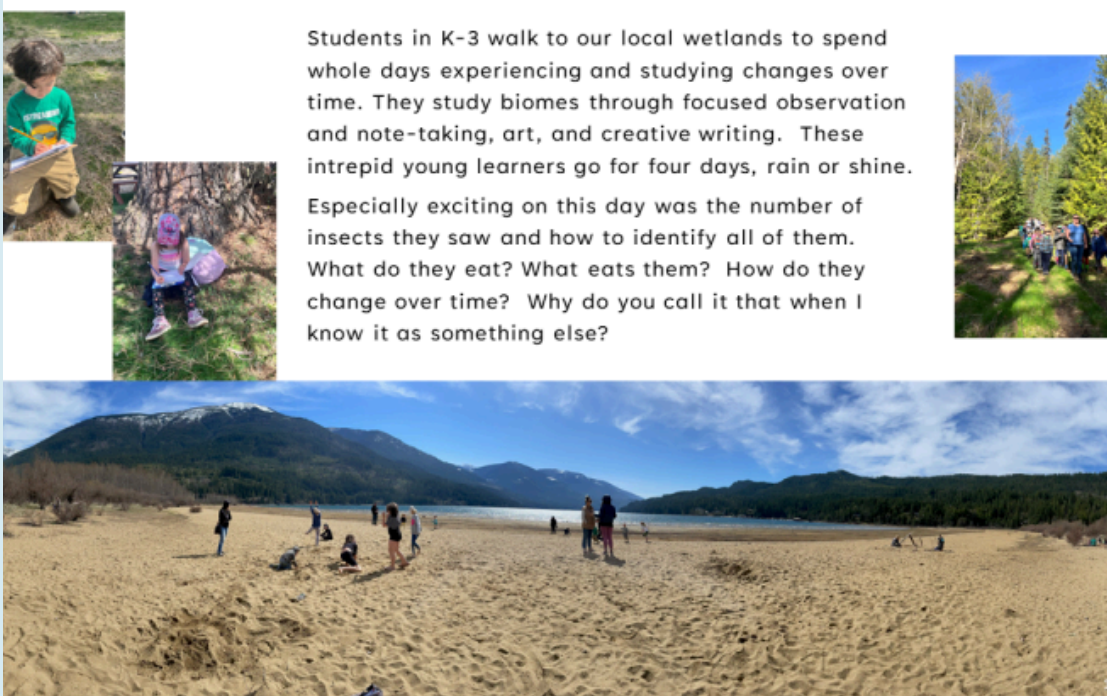 Students in K-3 walk to our local wetlands to spend
whole days experiencing and studying changes over
time. They study biomes through focused observation
and note-taking, art, and creative writing.  These
intrepid young learners go for four days, rain or shine.
Especially exciting on this day was the number of
insects they saw and how to identify all of them.
What do they eat? What eats them?  How do they
change over time?  Why do you call it that when I
know it as something else?